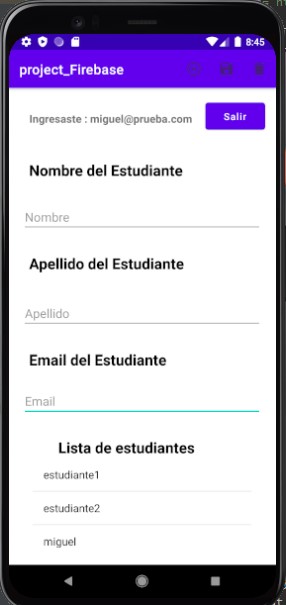 8:45
project_Firebase
Ingresaste : miguel@prueba.com
Salir
Nombre del Estudiante
Nombre
Apellido del Estudiante
Apellido
Email del Estudiante
Email
Lista de estudiantes
estudiante1
estudiante2
miguel